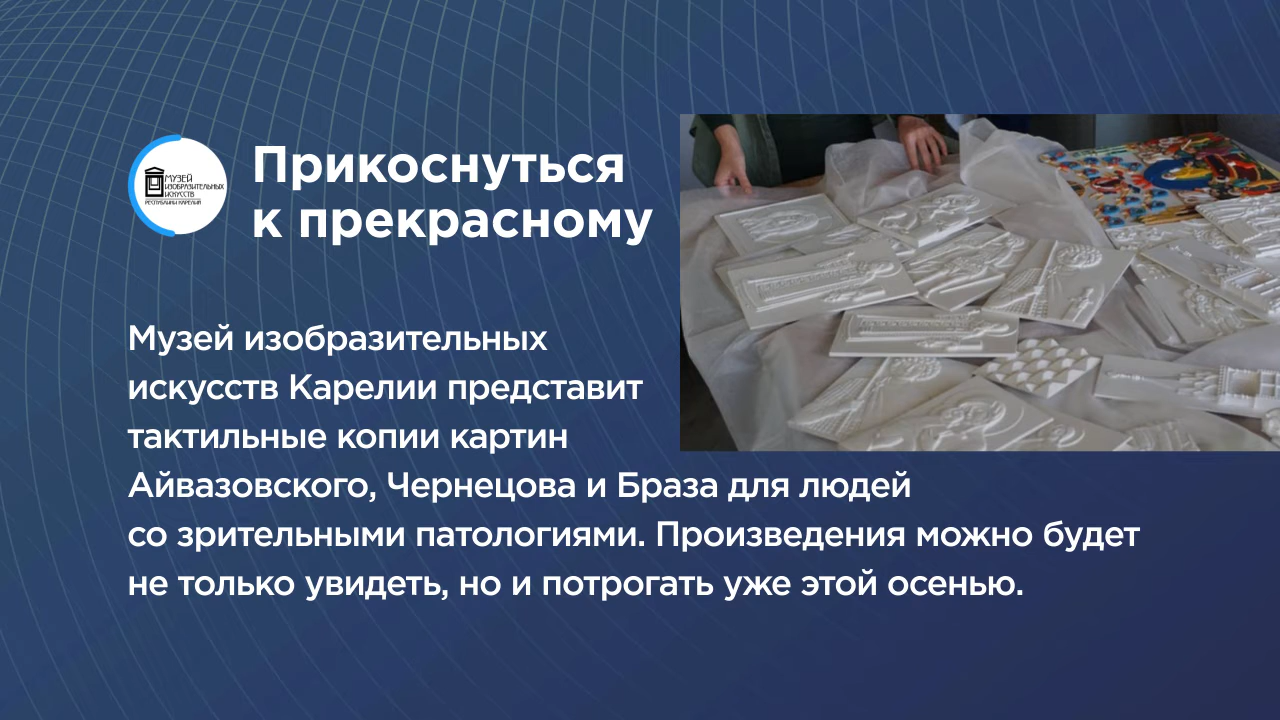 МУЗЕЙ
ИЗОБРАЗИТЕЛЬНЫХ
ИСКУССТВ
РЕСПУБЛИКИ КАРЕЛИЯ
Прикоснуться
к прекрасному
Музей изобразительных
искусств Карелии представит
тактильные копии картин
Айвазовского, Чернецова и Браза для людей
со зрительными патологиями. Произведения можно будет
не только увидеть, но и потрогать уже этой осенью.